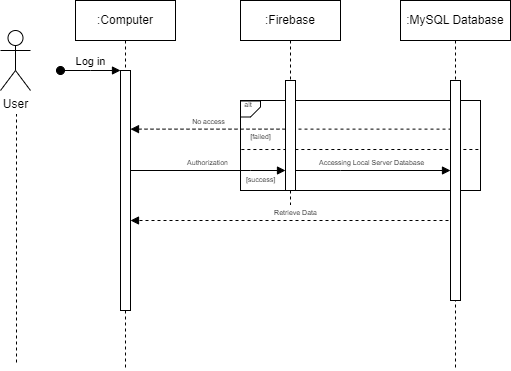 :Computer
:Firebase
:MySQL Database
User
Log in
alt
No access
[failed]
Authorization
Accessing Local Server Database
[success]
Retrieve Data